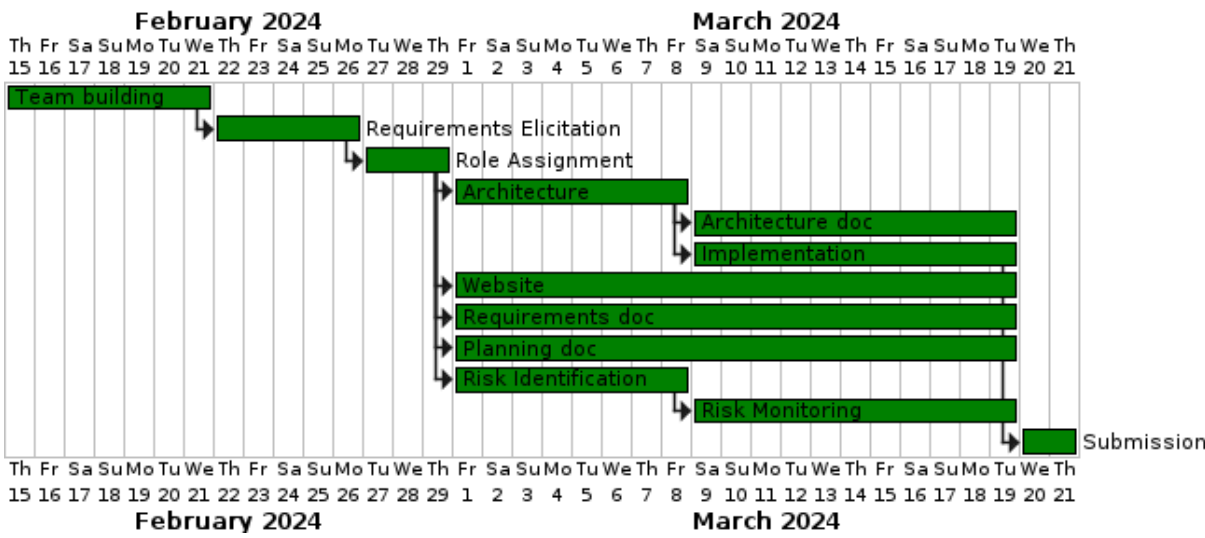 February 2024 March 2024
Th Fr Sa Su Mo Tu We Th Fr Sa Su Mo Tu We Th Fr Sa Su Mo Tu We Th Fr Sa Su Mo Tu We Th Fr Sa Su Mo Tu We Th
15 16 17 18 19 20 21 22 23 24 25 26 27 28 29 1 2 3 4 5 6 7 8 9 10 11 12 13 14 15 16 17 18 19 20 21
Team building
Requirements Elicitation
Role Assignment
Architecture
Architecture doc
Implementation
Website
Requirements doc
Planning doc
Risk Identification
Risk Monitoring
Submission
Th Fr Sa Su Mo Tu We Th Fr Sa Su Mo Tu We Th Fr Sa Su Mo Tu We Th Fr Sa Su Mo Tu We Th Fr Sa Su Mo Tu We Th
15 16 17 18 19 20 21 22 23 24 25 26 27 28 29 1 2 3 4 5 6 7 8 9 10 11 12 13 14 15 16 17 18 19 20 21
February 2024 March 2024